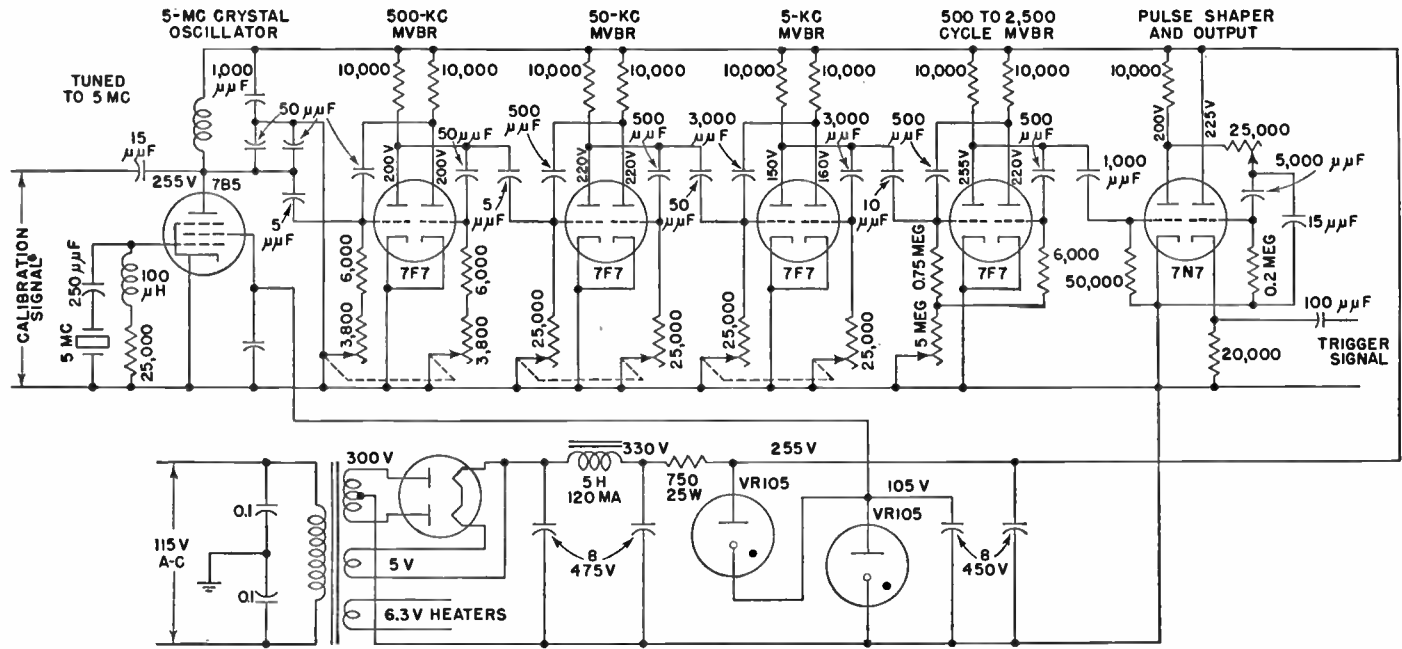 5-MC CRYSTAL
OSCILLATOR
500-KC
MVBR
50-KC
MVBR
5-KC
MVBR
500 TO 2,500
CYCLE MVBR
PULSE SHAPER
AND OUTPUT
TUNED
TO 5 MC
1,000
μμF
50 μμF
15
μμF
255V
7B5
5
μμF
CALIBRATION
SIGNAL
250μμF
5 MC
100
μH
25,000
10,000
10,000
200V
200V
50μμF
7F7
6,000
6,000
3,800
3,800
5
μμF
500
μμF
10,000
10,000
220V
220V
500
μμF
7F7
25,000
25,000
50
μμF
3,000
μμF
10,000
10,000
150V
160V
3,000
μμF
7F7
25,000
25,000
10
μμF
500
μμF
10,000
10,000
255V
220V
500
μμF
7F7
0.75 MEG
5 MEG
6,000
1,000
μμF
50,000
10,000
200V
225V
25,000
5,000 μμF
15μμF
7N7
0.2 MEG
100 μμF
20,000
TRIGGER
SIGNAL
115V
A-C
0.1
0.1
300V
5V
6.3V HEATERS
5H
120 MA
330V
8
475V
750
25W
255V
VR105
105 V
VR105
8
450V